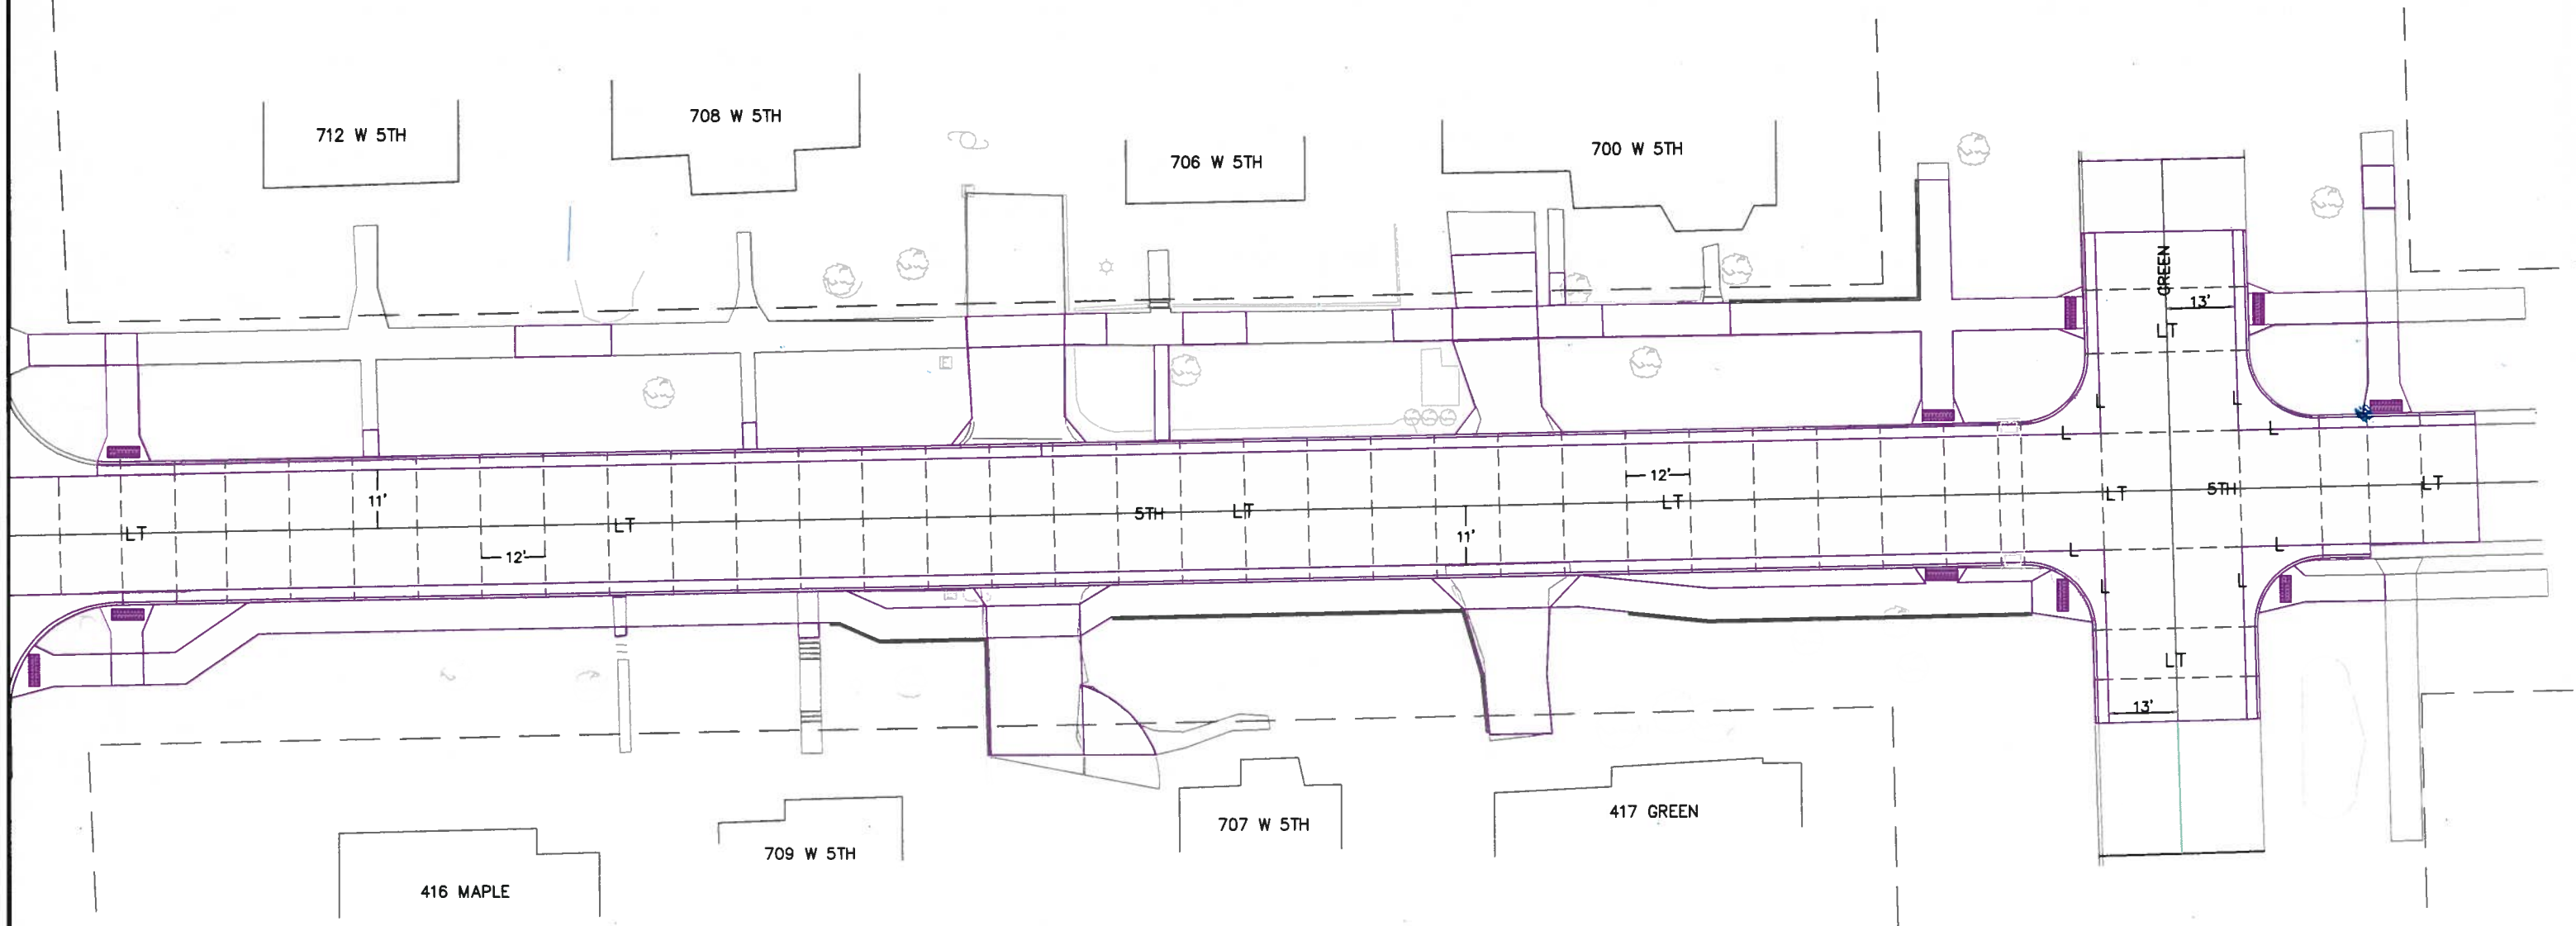 708 W 5TH
712 W 5TH
706 W 5TH
700 W 5TH
GREEN
13'
LT
E
L
L
L
L
12'
11'
LT
5TH
LT
LT
LT
5TH
LT
LT
LT
11'
12'
L
L
L
L
LT
13'
417 GREEN
707 W 5TH
709 W 5TH
416 MAPLE